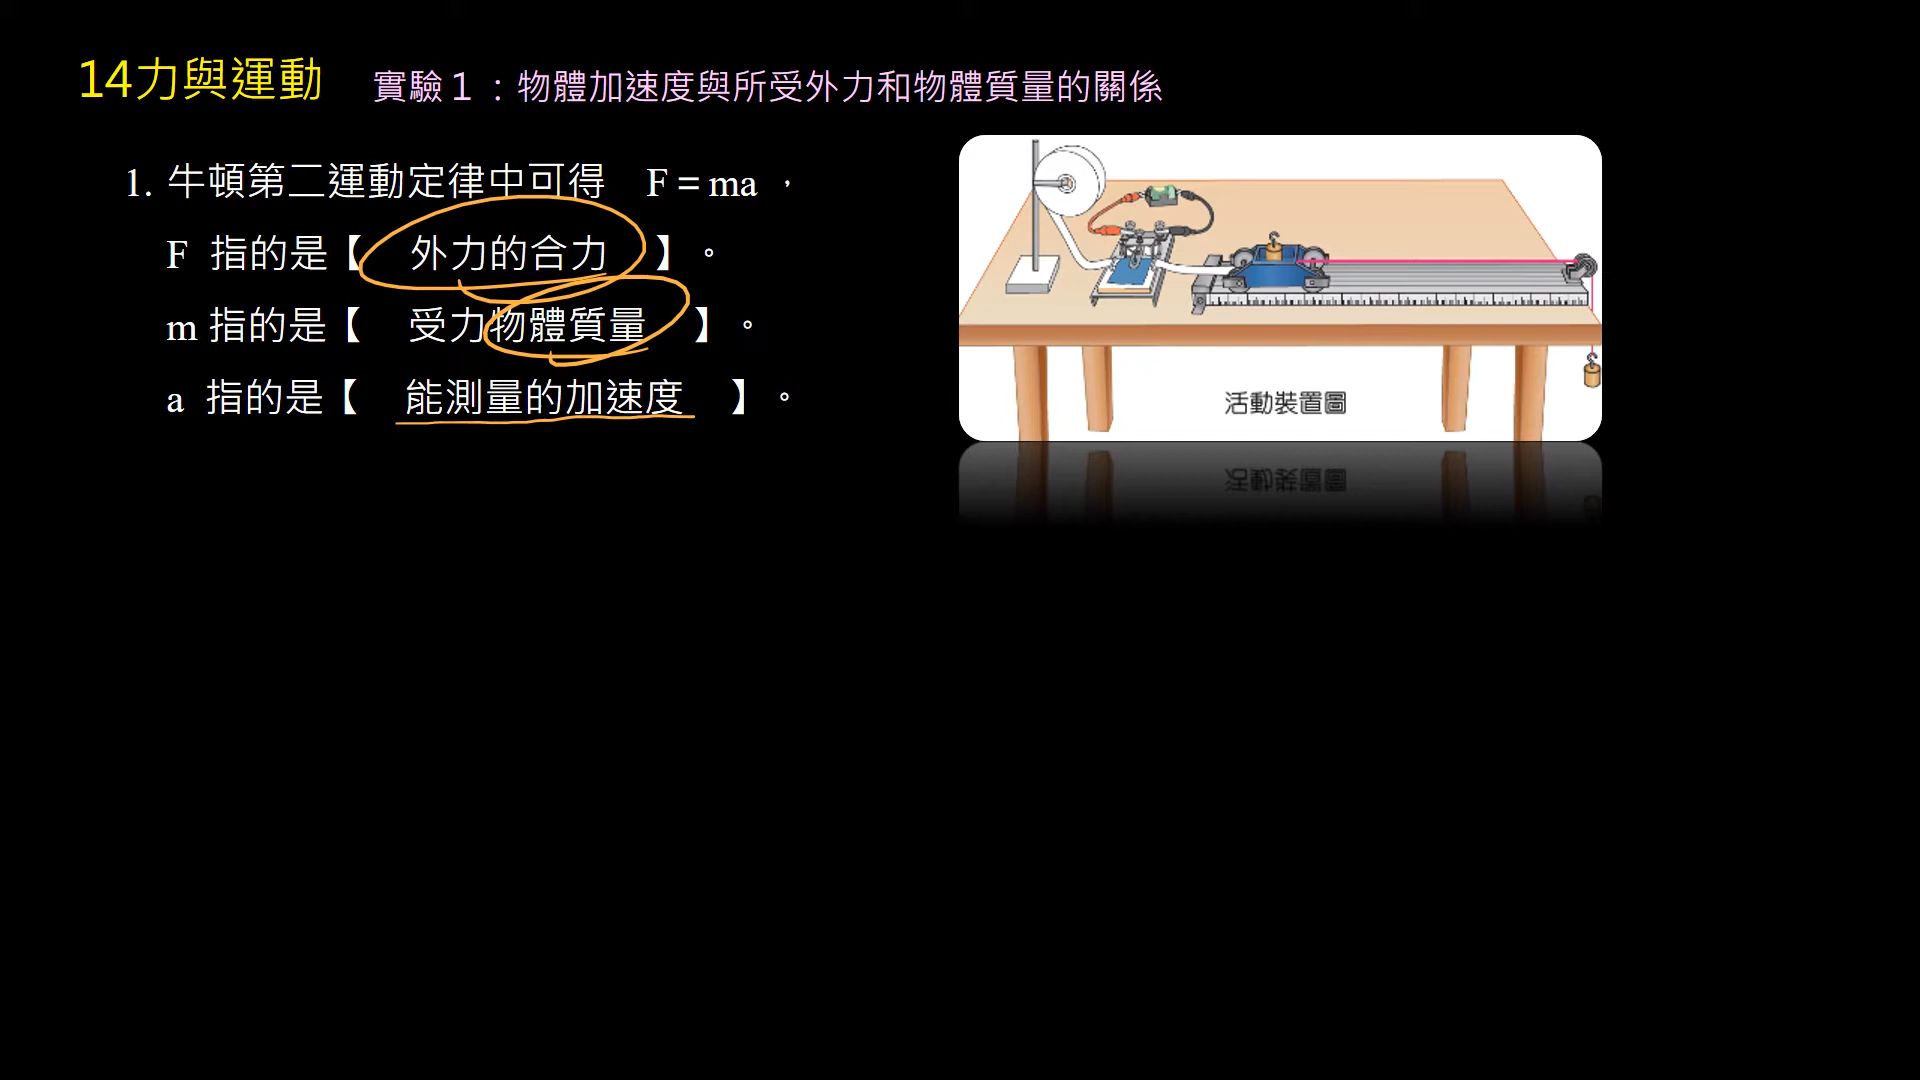 14力與運動
實驗1：物體加速度與所受外力和物體質量的關係
1. 牛頓第二運動定律中可得 F = ma ，
F 指的是【 外力的合力 】。
m 指的是【 受力物體質量 】。
a 指的是【 能測量的加速度 】。
活動裝置圖